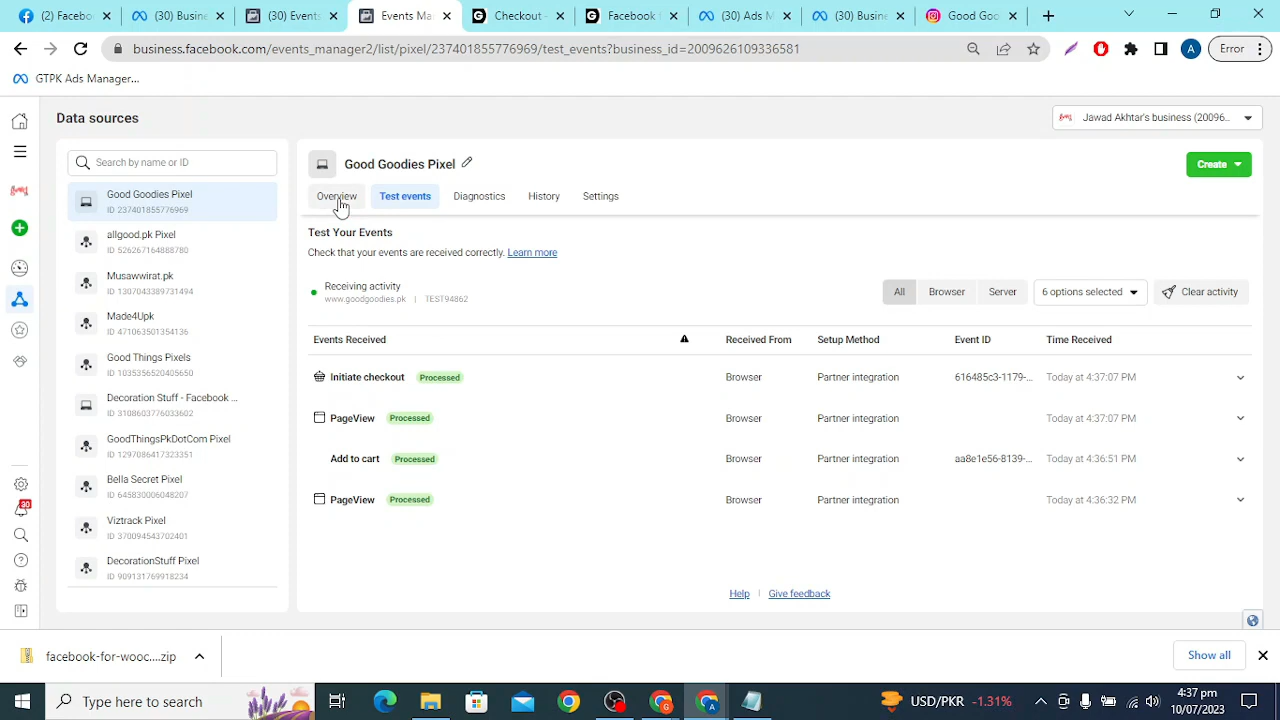 (3) Faceb
(30) Busine
(31) Events
Test Events Ma
Checkout -
Facebook
(30) Ads M
(30) Busine
Good Goo
business.facebook.com/events_manager2/list/pixel/237401855776969/test_events?business_id=2009626109336581
A
Error
GTPK Ads Manager...
Data sources
Jawad Akhtar's business (20096..
Search by name or ID
Good Goodies Pixel
ID 237401855776969
allgood.pk Pixel
ID 526267164888780
Musawwirat.pk
ID 1307043389731494
Made4Upk
ID 471063501354136
Good Things Pixels
ID 1035356520405650
Decoration Stuff - Facebook ...
ID 3108603776033602
GoodThingsPkDotCom Pixel
ID 1297886417323351
Bella Secret Pixel
ID 645830006048207
Viztrack Pixel
ID 370094543702401
DecorationStuff Pixel
ID 909131769918234
30
Good Goodies Pixel
Create
Overview
Test events
Diagnostics
History
Settings
Test Your Events
Check that your events are received correctly. Learn more
Receiving activity
www.goodgoodies.pk | TEST94862
All
Browser
Server
6 options selected
Clear activity
Events Received
Received From
Setup Method
Event ID
Time Received
Initiate checkout Processed Browser Partner integration 616485c3-1179-... Today at 4:37:07 PM
PageView Processed Browser Partner integration Today at 4:37:07 PM
Add to cart Processed Browser Partner integration aa8e1e56-8139-... Today at 4:36:51 PM
PageView Processed Browser Partner integration Today at 4:36:32 PM
Help | Give feedback
facebook-for-wooc....zip
Show all
Type here to search
USD/PKR -1.31%
4:37 pm
10/07/2023